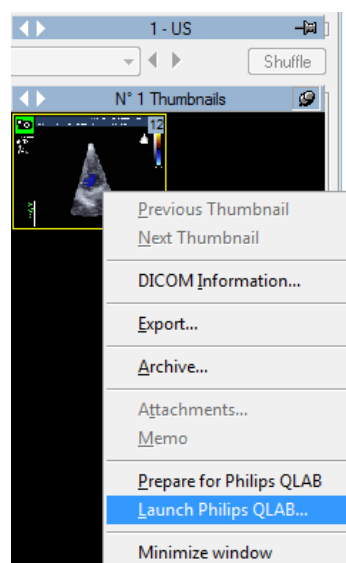 1 - US
Shuffle
N° 1 Thumbnails
12
Previous Thumbnail
Next Thumbnail
DICOM Information...
Export...
Archive...
Attachments...
Memo
Prepare for Philips QLAB
Launch Philips QLAB...
Minimize window